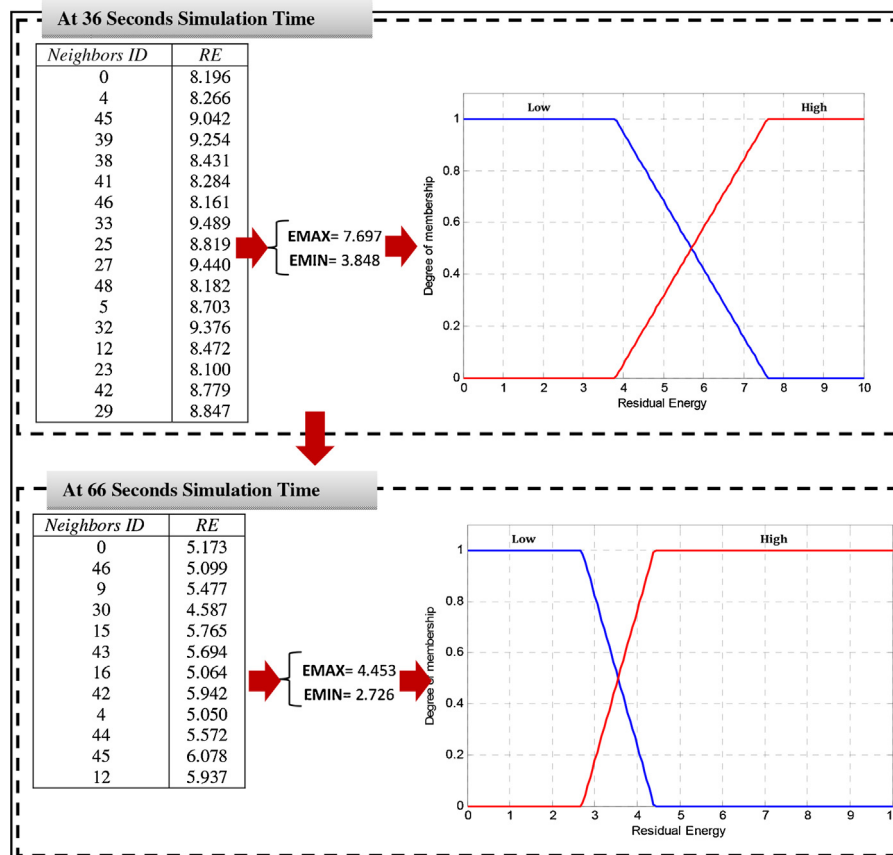 At 36 Seconds Simulation Time
Neighbors ID RE
0 8.196
4 8.266
45 9.042
39 9.254
38 8.431
41 8.284
46 8.161
33 9.489
25 8.819
27 9.440
48 8.182
5 8.703
32 9.376
12 8.472
23 8.100
42 8.779
29 8.847
EMAX= 7.697
EMIN= 3.848
Low High
1
0.8
0.6
0.4
0.2
0
Degree of membership
0 1 2 3 4 5 6 7 8 9 10
Residual Energy
At 66 Seconds Simulation Time
Neighbors ID RE
0 5.173
46 5.099
9 5.477
30 4.587
15 5.765
43 5.694
16 5.064
42 5.942
4 5.050
44 5.572
45 6.078
12 5.937
EMAX= 4.453
EMIN= 2.726
Low High
1
0.8
0.6
0.4
0.2
0
Degree of membership
0 1 2 3 4 5 6 7 8 9 1
Residual Energy